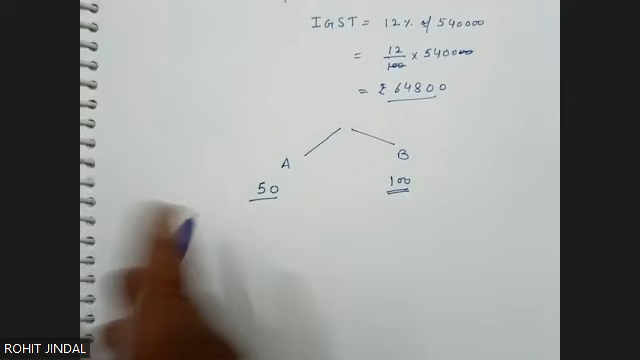 IGST = 12% of 540000
= 12/100 × 540000
= ₹ 64800
A B
50 100
ROHIT JINDAL